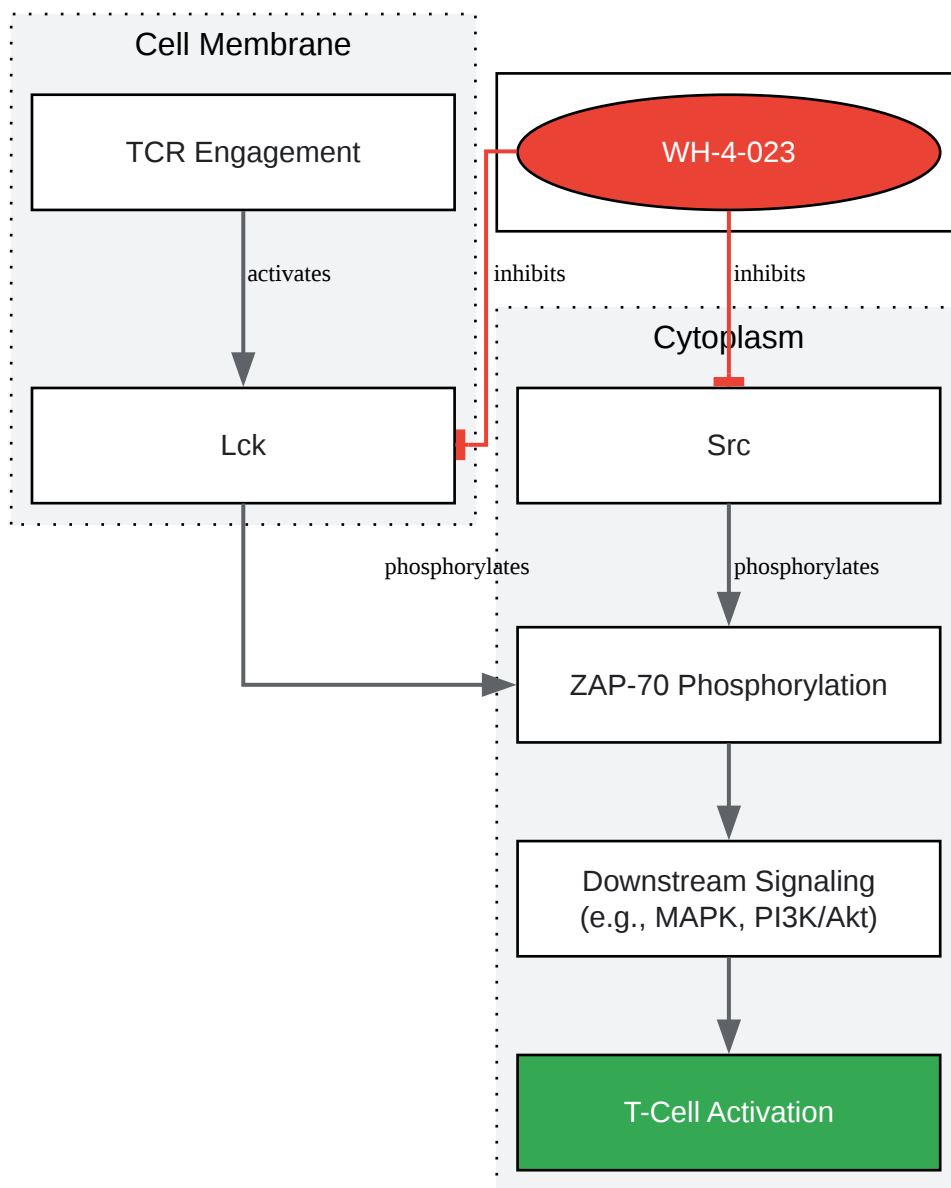 Cell Membrane
TCR Engagement
WH-4-023
activates
inhibits
inhibits
Cytoplasm
Lck
Src
phosphorylates
phosphorylates
ZAP-70 Phosphorylation
Downstream Signaling
(e.g., MAPK, PI3K/Akt)
T-Cell Activation